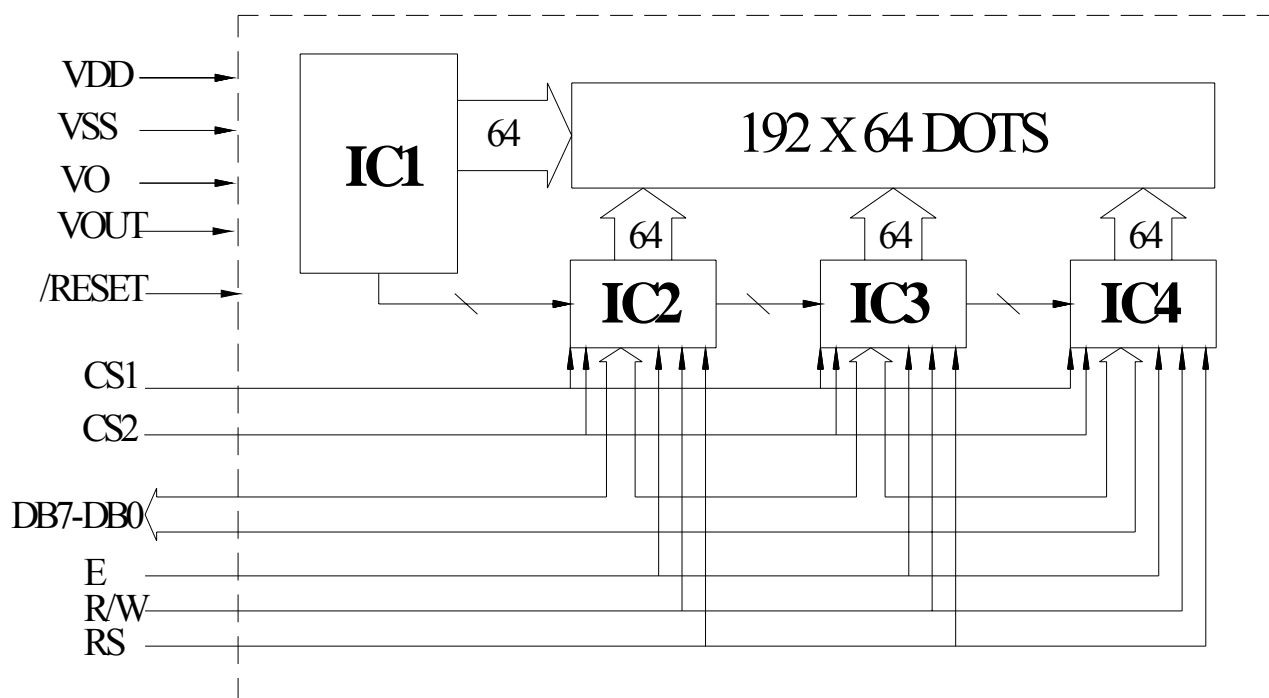 VDD
VSS
VO
VOUT
/RESET
IC1
64
192 X 64 DOTS
64
64
64
IC2
IC3
IC4
CS1
CS2
DB7-DB0
E
R/W
RS